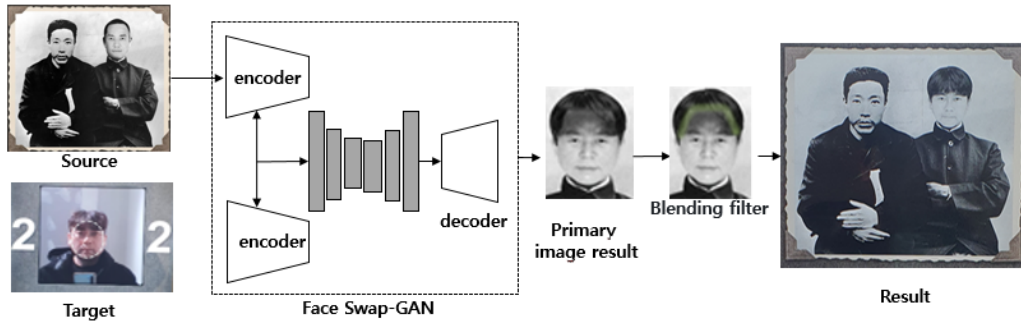 Source
2
2
Target
encoder
encoder
decoder
Face Swap-GAN
Primary
image result
Blending filter
Result